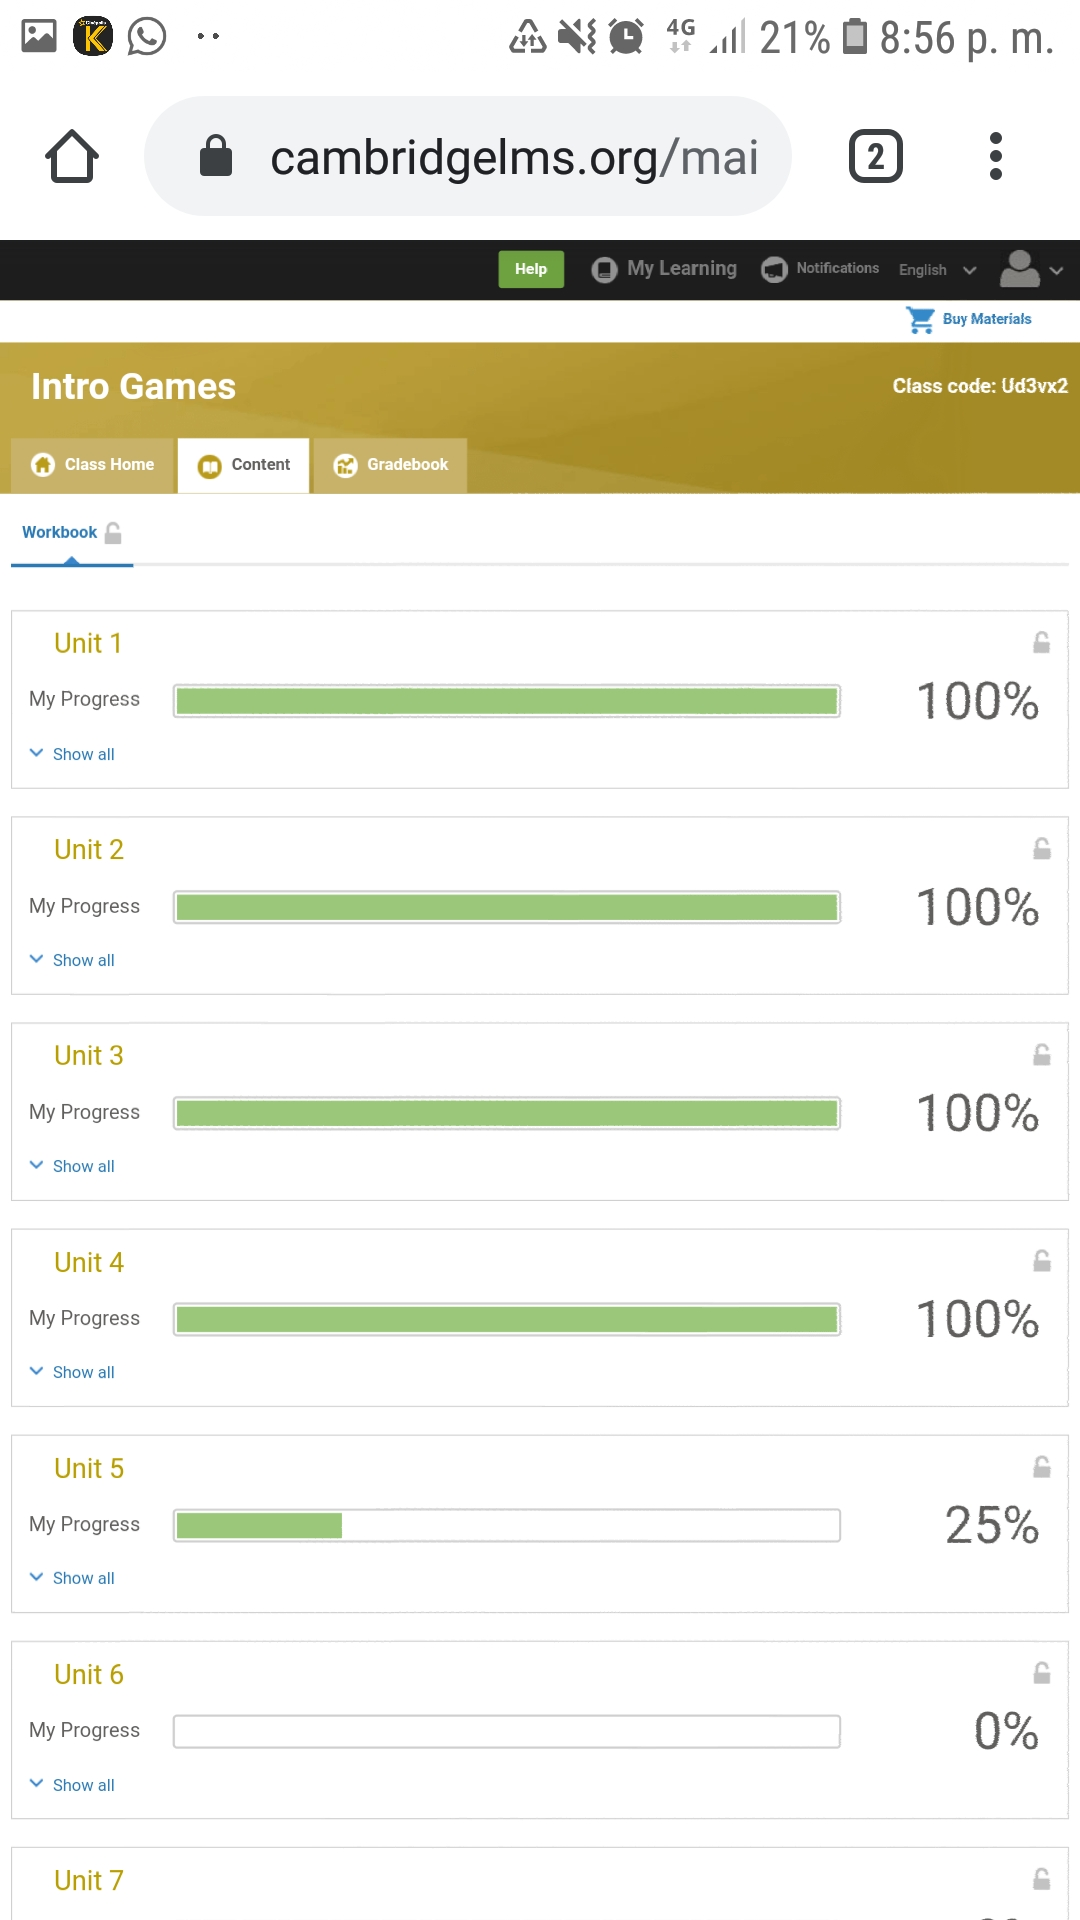 4G 21% 8:56 p. m.
cambridgelms.org/mai 2
Help My Learning Notifications English
Buy Materials
Intro Games
Class code: Ud3vx2
Class Home Content Gradebook
Workbook
Unit 1
My Progress 100%
Show all
Unit 2
My Progress 100%
Show all
Unit 3
My Progress 100%
Show all
Unit 4
My Progress 100%
Show all
Unit 5
My Progress 25%
Show all
Unit 6
My Progress 0%
Show all
Unit 7